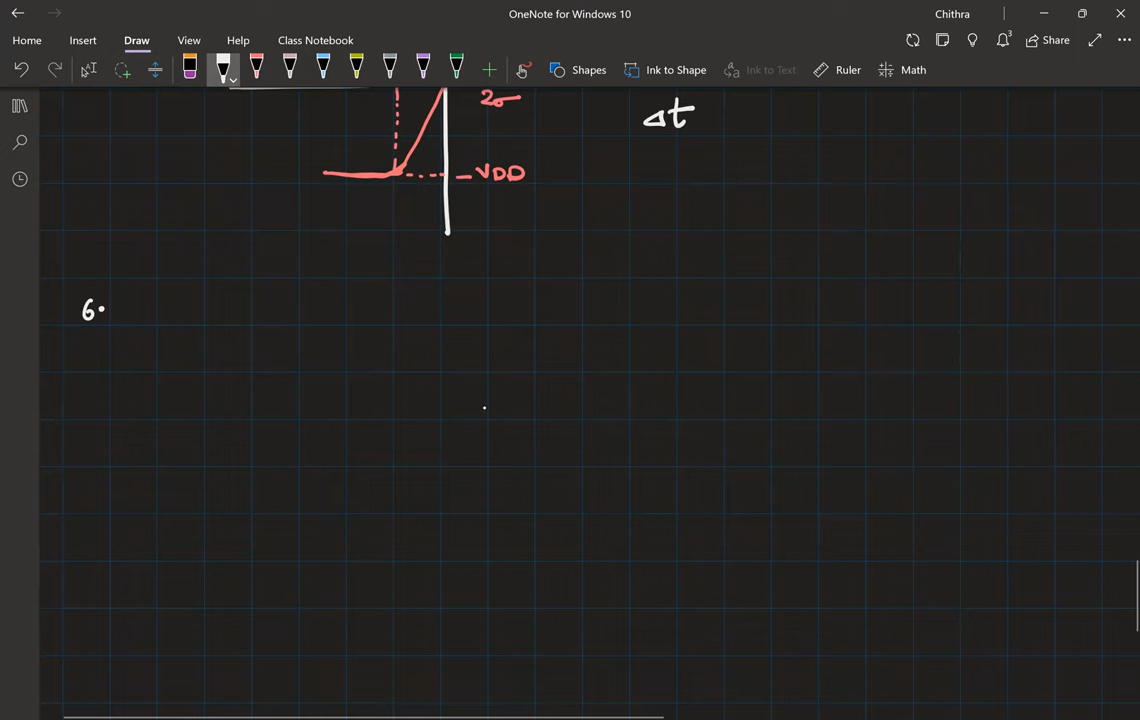 OneNote for Windows 10
Chithra
Home Insert Draw View Help Class Notebook
Share
Shapes Ink to Shape Ink to Text Ruler Math
2σ
Δt
-VDD
6.